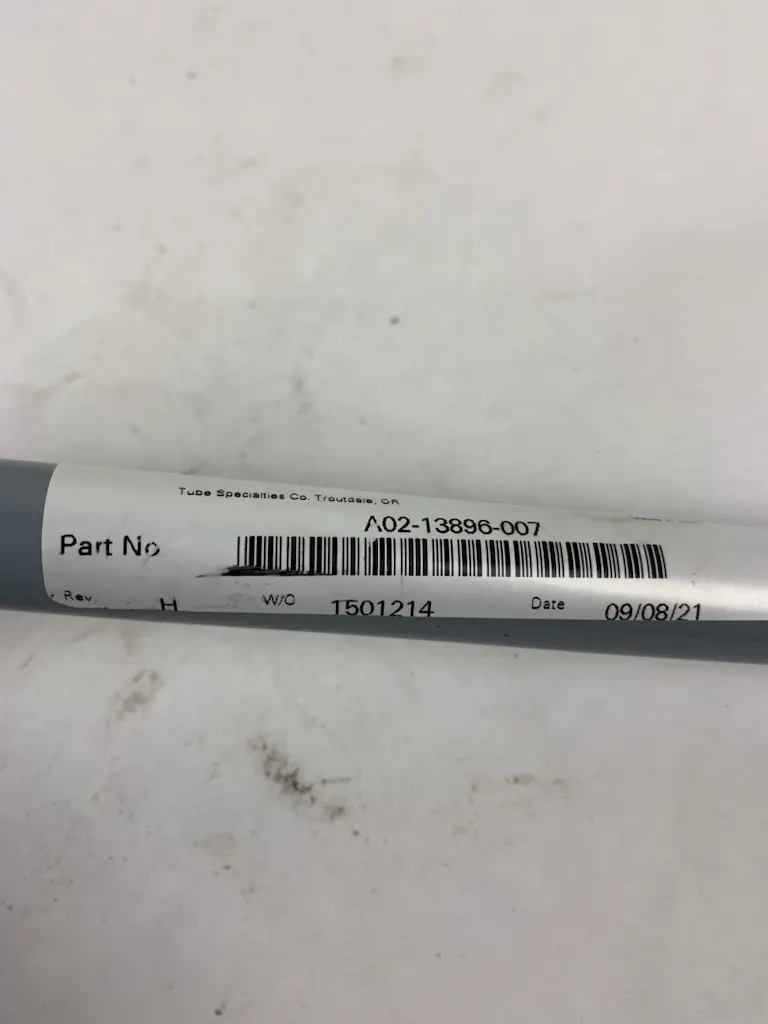 Tube Specialties Co. Troutdale, OR
A02-13896-007
Part No
Rev. H W/O 1501214 Date 09/08/21